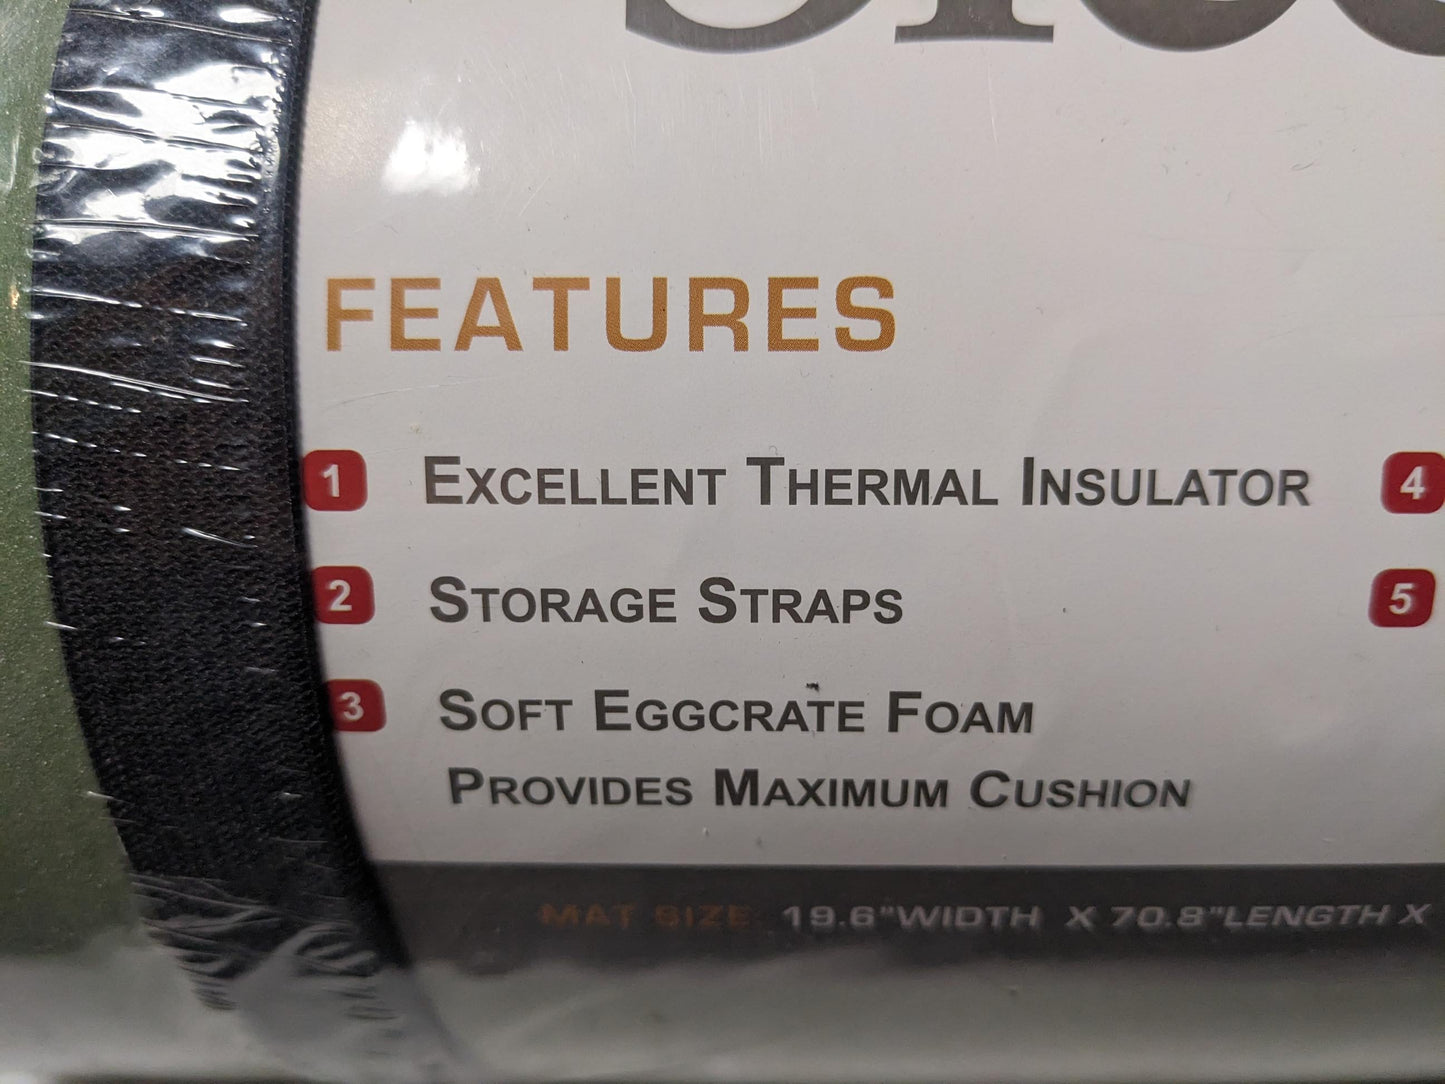 FEATURES
1 EXCELLENT THERMAL INSULATOR 4
2 STORAGE STRAPS 5
3 SOFT EGGCRATE FOAM
PROVIDES MAXIMUM CUSHION
MAT SIZE: 19.6"WIDTH X 70.8"LENGTH X